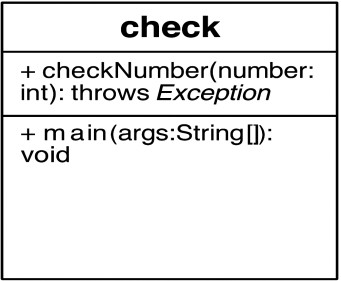 check
+ checkNumber(number:
int): throws Exception
+ main(args:String[]):
void